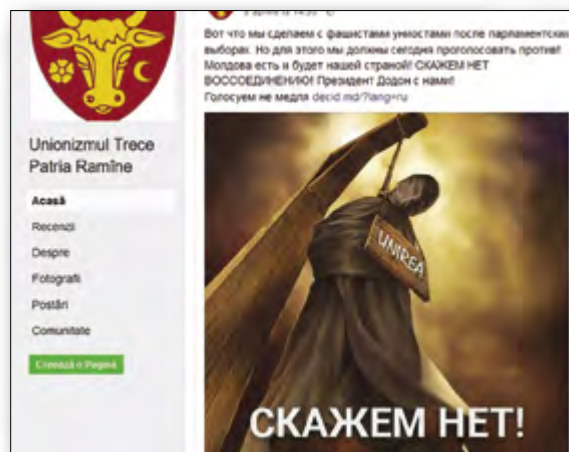 Вот что мы сделаем с фашистами униостами после парламентских
выборах. Но для этого мы должны сегодня проголосовать против!
Молдова есть и будет нашей страной! СКАЖЕМ НЕТ
ВОССОЕДИНЕНИЮ! Президент Додон с нами!
Голосуем не медля decid.md/?lang=ru
Unionizmul Trece
Patria Ramîne
Acasă
Recenzii
Despre
Fotografii
Postări
Comunitate
Creează o Pagină
UNIREA
СКАЖЕМ НЕТ!